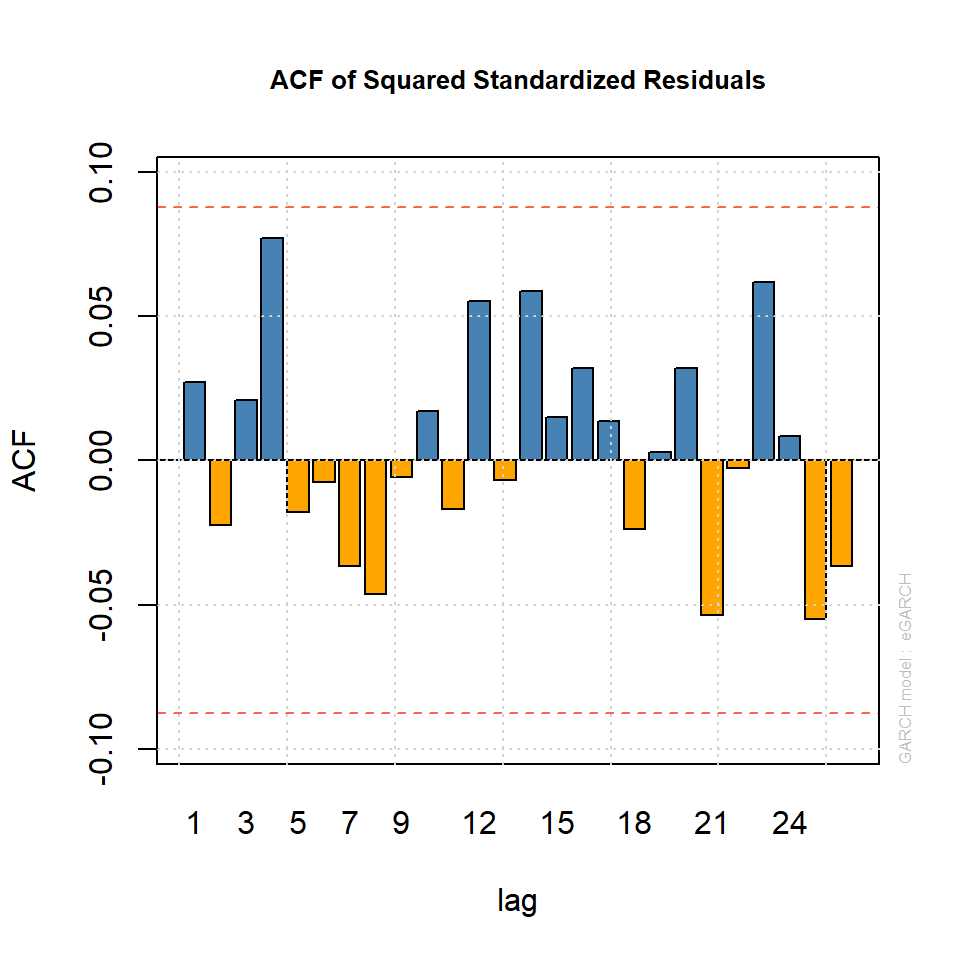 ACF of Squared Standardized Residuals
0.10
0.05
0.00
-0.05
-0.10
ACF
1 3 5 7 9 12 15 18 21 24
lag
GARCH model : eGARCH